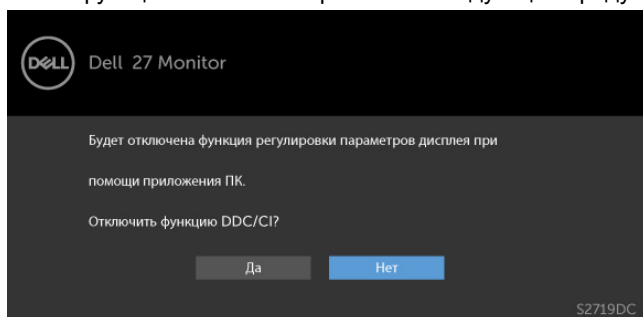 DELL Dell 27 Monitor
Будет отключена функция регулировки параметров дисплея при
помощи приложения ПК.
Отключить функцию DDC/CI?
Да Нет
S2719DC